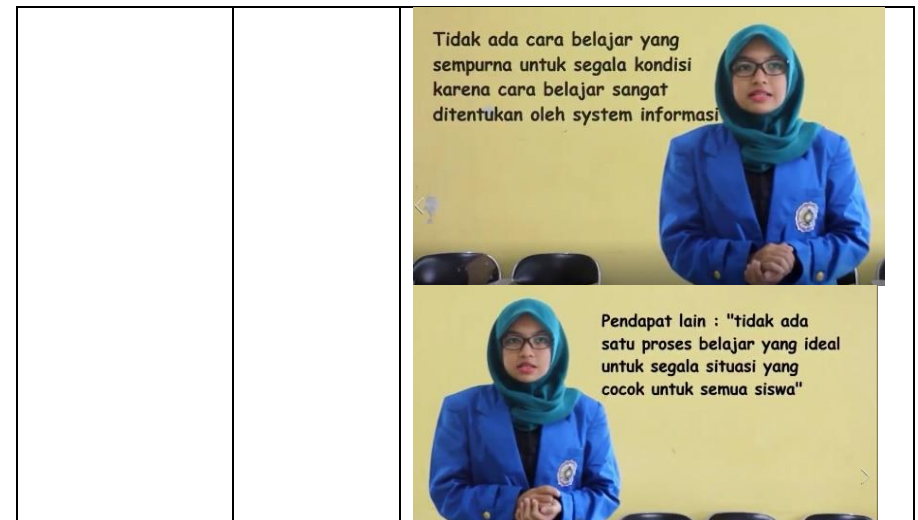 Tidak ada cara belajar yang
sempurna untuk segala kondisi
karena cara belajar sangat
ditentukan oleh system informasi
Pendapat lain : "tidak ada
satu proses belajar yang ideal
untuk segala situasi yang
cocok untuk semua siswa"